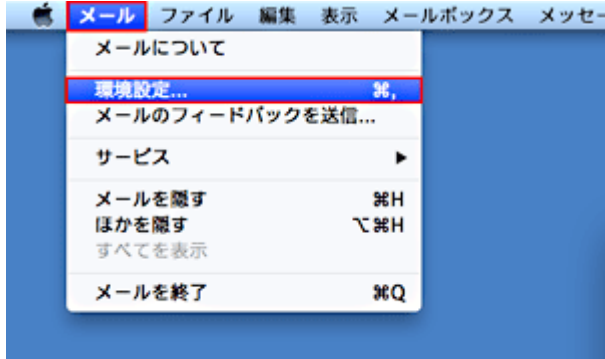 メール ファイル 編集 表示 メールボックス メッセー
メールについて
環境設定... ⌘,
メールのフィードバックを送信...
サービス ▶
メールを隠す ⌘H
ほかを隠す ⌥⌘H
すべてを表示
メールを終了 ⌘Q